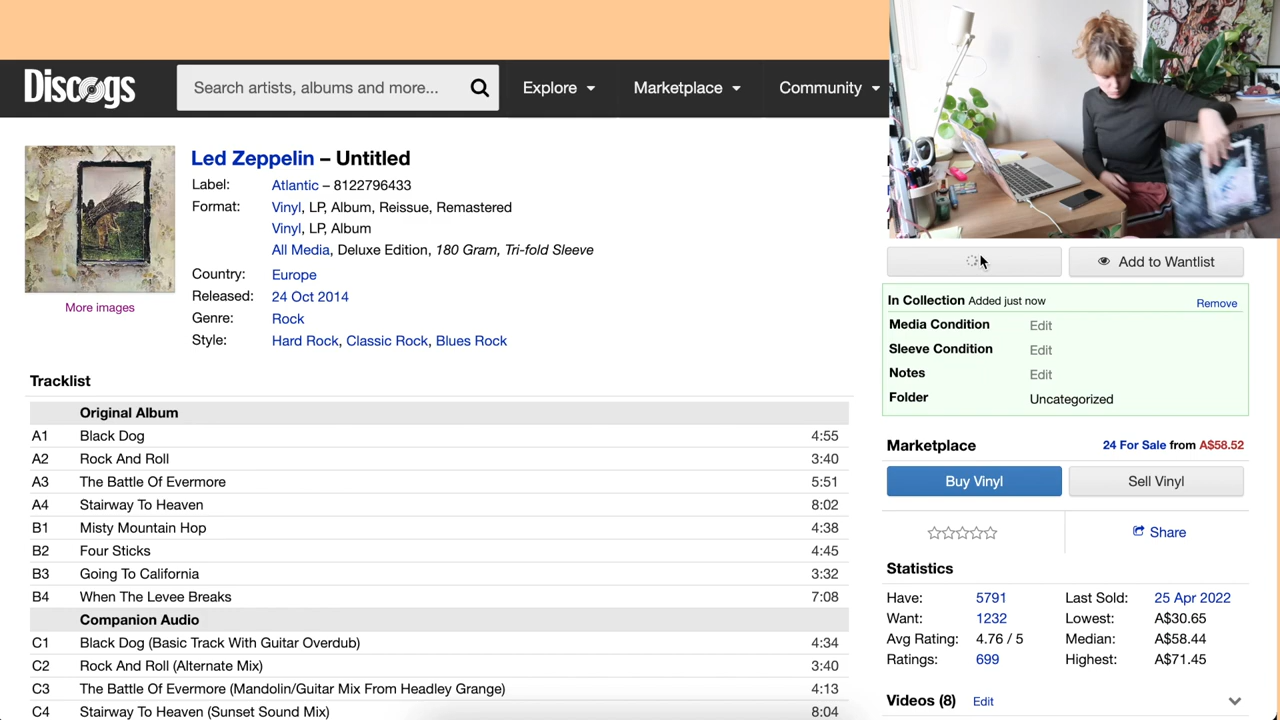 Discogs
Search artists, albums and more...
Explore
Marketplace
Community
Led Zeppelin – Untitled
Label: Atlantic – 8122796433
Format: Vinyl, LP, Album, Reissue, Remastered
Vinyl, LP, Album
All Media, Deluxe Edition, 180 Gram, Tri-fold Sleeve
Country: Europe
Released: 24 Oct 2014
Genre: Rock
Style: Hard Rock, Classic Rock, Blues Rock
More images
Tracklist
Original Album
A1 Black Dog 4:55
A2 Rock And Roll 3:40
A3 The Battle Of Evermore 5:51
A4 Stairway To Heaven 8:02
B1 Misty Mountain Hop 4:38
B2 Four Sticks 4:45
B3 Going To California 3:32
B4 When The Levee Breaks 7:08
Companion Audio
C1 Black Dog (Basic Track With Guitar Overdub) 4:34
C2 Rock And Roll (Alternate Mix) 3:40
C3 The Battle Of Evermore (Mandolin/Guitar Mix From Headley Grange) 4:13
C4 Stairway To Heaven (Sunset Sound Mix) 8:04
Add to Wantlist
In Collection Added just now Remove
Media Condition Edit
Sleeve Condition Edit
Notes Edit
Folder Uncategorized
Marketplace 24 For Sale from A$58.52
Buy Vinyl
Sell Vinyl
Share
Statistics
Have: 5791 Last Sold: 25 Apr 2022
Want: 1232 Lowest: A$30.65
Avg Rating: 4.76 / 5 Median: A$58.44
Ratings: 699 Highest: A$71.45
Videos (8) Edit